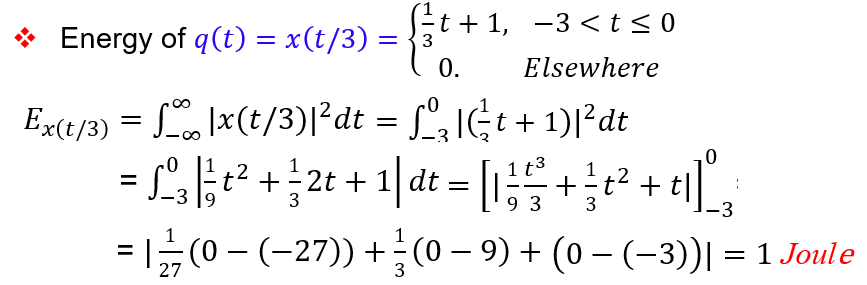 ❖ Energy of q(t) = x(t/3) = { 1/3 t + 1, −3 < t ≤ 0
0. Elsewhere
E_x(t/3) = ∫_−∞^∞ |x(t/3)|² dt = ∫_−3^0 |(1/3 t + 1)|² dt
= ∫_−3^0 |1/9 t² + 1/3 2t + 1| dt = [|1/9 t³/3 + 1/3 t² + t|]_−3^0
= |1/27 (0 − (−27)) + 1/3 (0 − 9) + (0 − (−3))| = 1 Joule